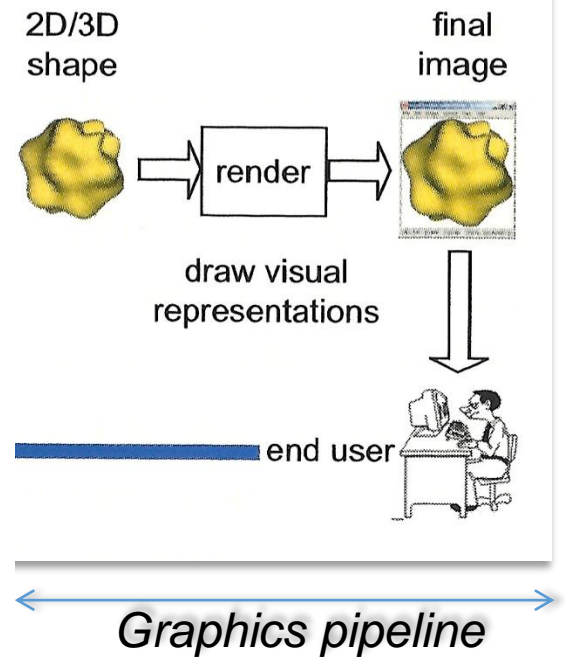 2D/3D
shape
final
image
render
draw visual
representations
end user
Graphics pipeline